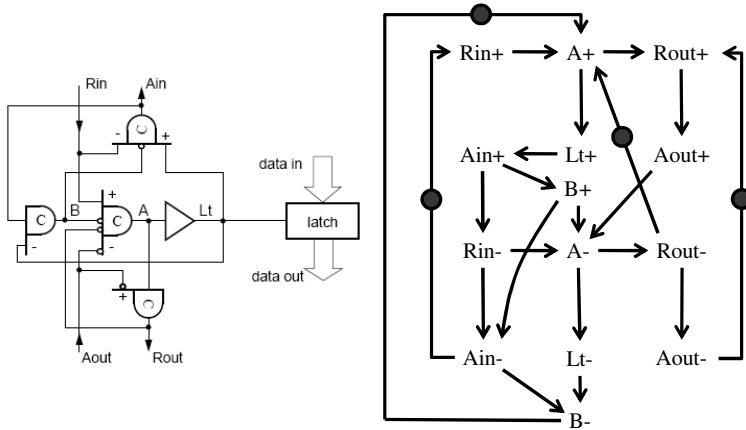 Rin Ain
- C +
data in
B + A Lt
C C
latch
- -
data out
+ C
Aout Rout
Rin+ A+ Rout+
Ain+ Lt+ Aout+
B+
Rin- A- Rout-
Ain- Lt- Aout-
B-